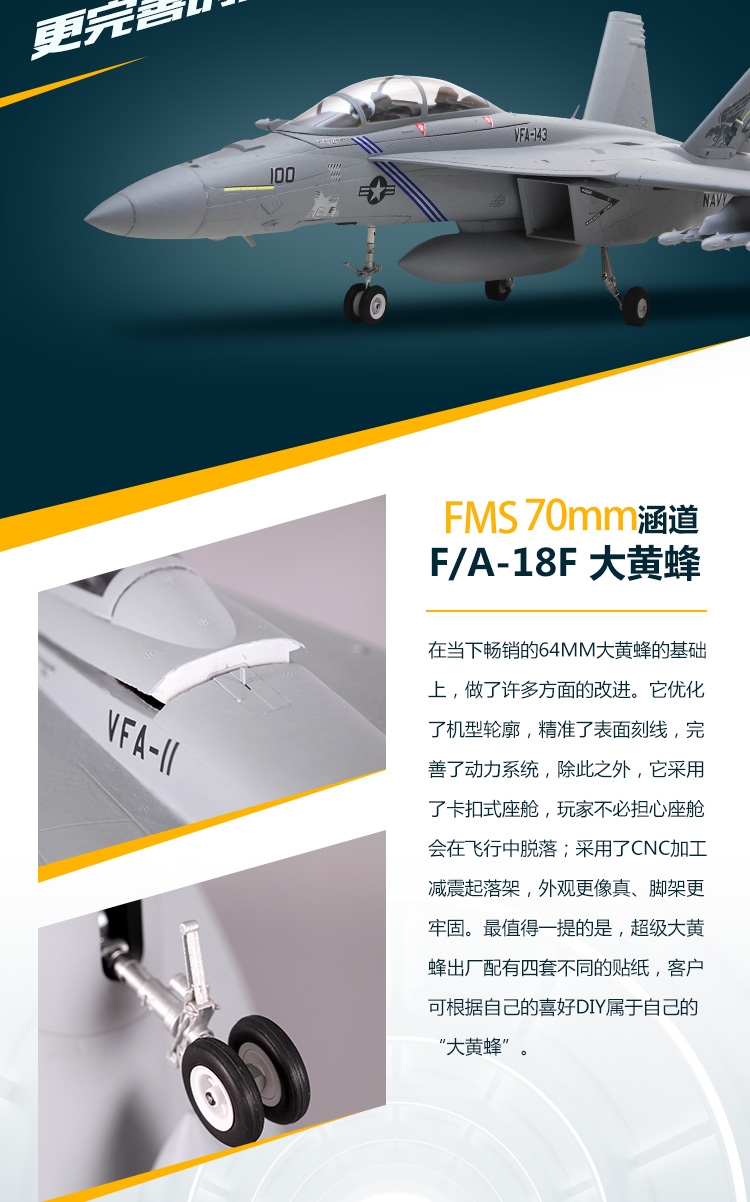 更完善的
100
VFA-143
NAVY
FMS 70mm涵道
F/A-18F 大黄蜂
VFA-11
在当下畅销的64MM大黄蜂的基础
上，做了许多方面的改进。它优化
了机型轮廓，精准了表面刻线，完
善了动力系统，除此之外，它采用
了卡扣式座舱，玩家不必担心座舱
会在飞行中脱落；采用了CNC加工
减震起落架，外观更像真、脚架更
牢固。最值得一提的是，超级大黄
蜂出厂配有四套不同的贴纸，客户
可根据自己的喜好DIY属于自己的
“大黄蜂”。